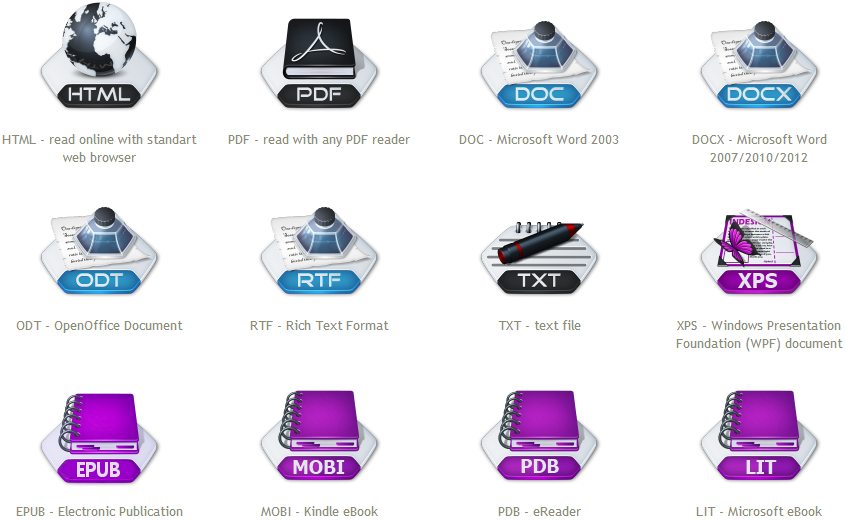 HTML
PDF
DOC
DOCX
HTML - read online with standart
web browser
PDF - read with any PDF reader
DOC - Microsoft Word 2003
DOCX - Microsoft Word
2007/2010/2012
ODT
RTF
TXT
INDES
XPS
ODT - OpenOffice Document
RTF - Rich Text Format
TXT - text file
XPS - Windows Presentation
Foundation (WPF) document
EPUB
MOBI
PDB
LIT
EPUB - Electronic Publication
MOBI - Kindle eBook
PDB - eReader
LIT - Microsoft eBook